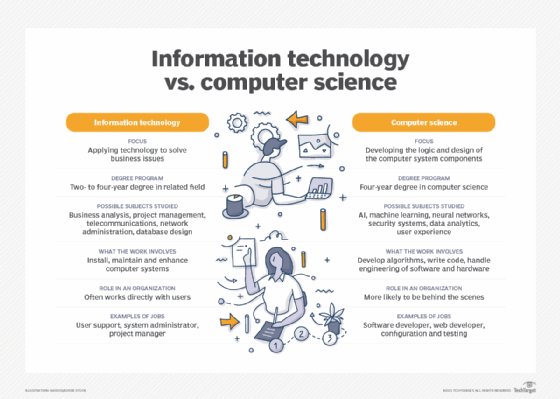 Information technology
vs. computer science
Information technology
FOCUS
Applying technology to solve
business issues
DEGREE PROGRAM
Two- to four-year degree in related field
POSSIBLE SUBJECTS STUDIED
Business analysis, project management,
telecommunications, network
administration, database design
WHAT THE WORK INVOLVES
Install, maintain and enhance
computer systems
ROLE IN AN ORGANIZATION
Often works directly with users
EXAMPLES OF JOBS
User support, system administrator,
project manager
Computer science
FOCUS
Developing the logic and design of
the computer system components
DEGREE PROGRAM
Four-year degree in computer science
POSSIBLE SUBJECTS STUDIED
AI, machine learning, neural networks,
security systems, data analytics,
user experience
WHAT THE WORK INVOLVES
Develop algorithms, write code, handle
engineering of software and hardware
ROLE IN AN ORGANIZATION
More likely to be behind the scenes
EXAMPLES OF JOBS
Software developer, web developer,
configuration and testing
1
2
3
TechTarget